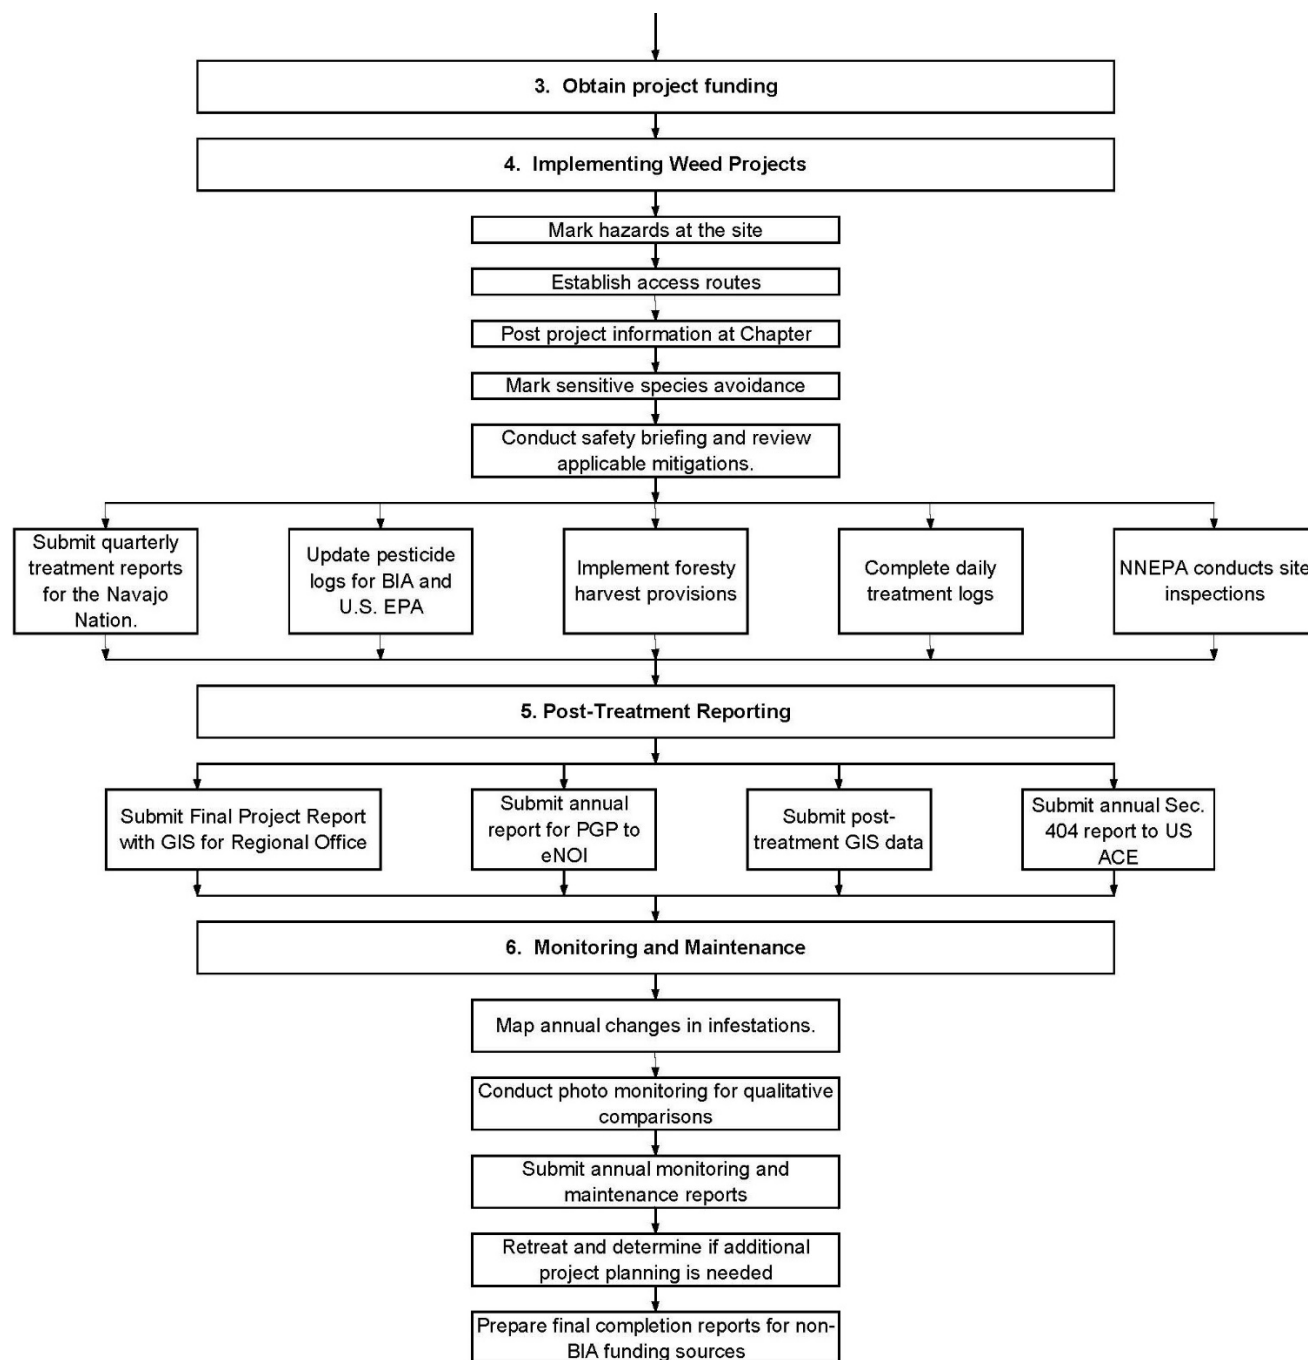 3. Obtain project funding
4. Implementing Weed Projects
Mark hazards at the site
Establish access routes
Post project information at Chapter
Mark sensitive species avoidance
Conduct safety briefing and review
applicable mitigations.
Submit quarterly
treatment reports
for the Navajo
Nation.
Update pesticide
logs for BIA and
U.S. EPA
Implement foresty
harvest provisions
Complete daily
treatment logs
NNEPA conducts site
inspections
5. Post-Treatment Reporting
Submit Final Project Report
with GIS for Regional Office
Submit annual
report for PGP to
eNOI
Submit post-
treatment GIS data
Submit annual Sec.
404 report to US
ACE
6. Monitoring and Maintenance
Map annual changes in infestations.
Conduct photo monitoring for qualitative
comparisons
Submit annual monitoring and
maintenance reports
Retreat and determine if additional
project planning is needed
Prepare final completion reports for non-
BIA funding sources